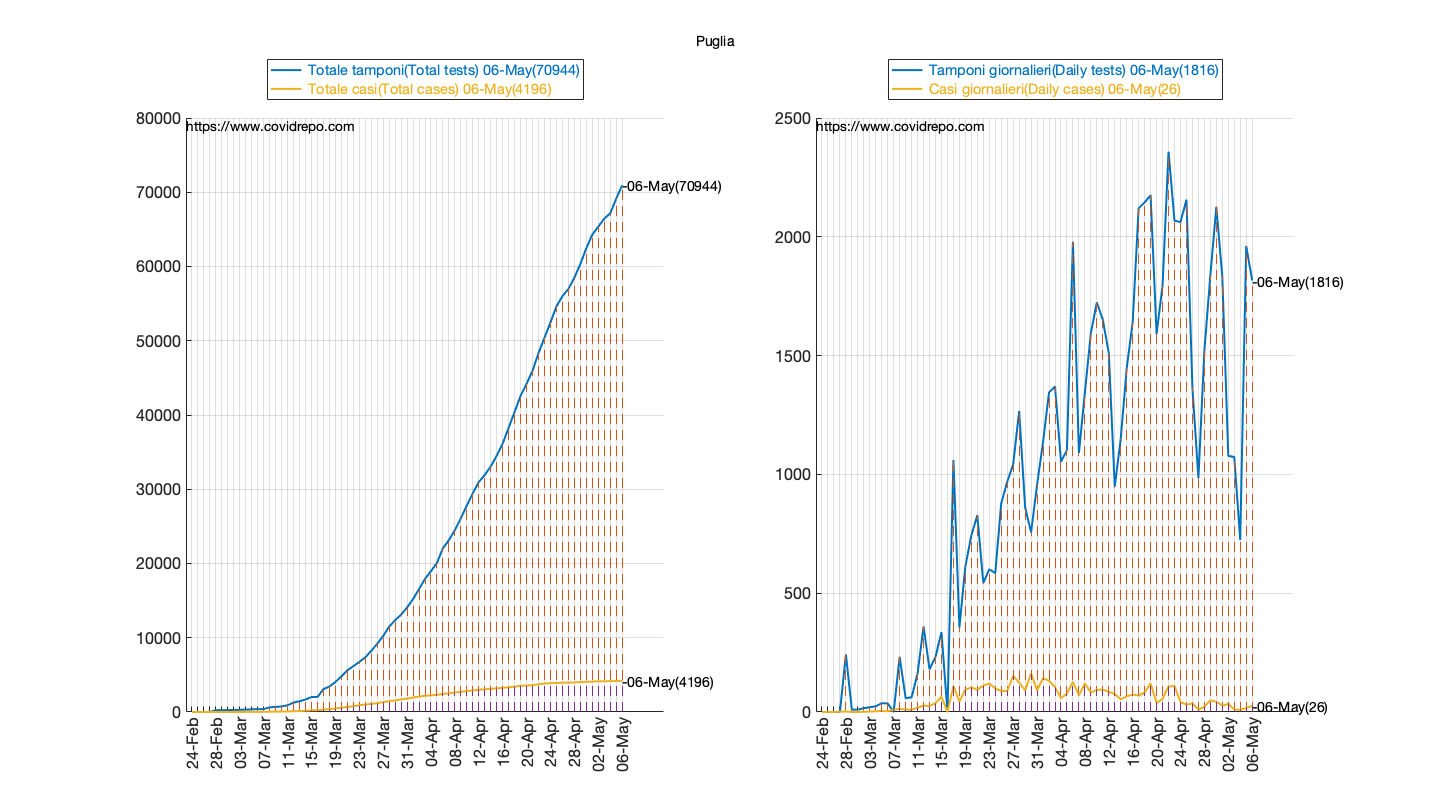 Puglia
Totale tamponi(Total tests) 06-May(70944)
Totale casi(Total cases) 06-May(4196)
https://www.covidrepo.com
80000
70000
60000
50000
40000
30000
20000
10000
0
-06-May(70944)
-06-May(4196)
24-Feb
28-Feb
03-Mar
07-Mar
11-Mar
15-Mar
19-Mar
23-Mar
27-Mar
31-Mar
04-Apr
08-Apr
12-Apr
16-Apr
20-Apr
24-Apr
28-Apr
02-May
06-May
Tamponi giornalieri(Daily tests) 06-May(1816)
Casi giornalieri(Daily cases) 06-May(26)
https://www.covidrepo.com
2500
2000
1500
1000
500
0
-06-May(1816)
-06-May(26)
24-Feb
28-Feb
03-Mar
07-Mar
11-Mar
15-Mar
19-Mar
23-Mar
27-Mar
31-Mar
04-Apr
08-Apr
12-Apr
16-Apr
20-Apr
24-Apr
28-Apr
02-May
06-May